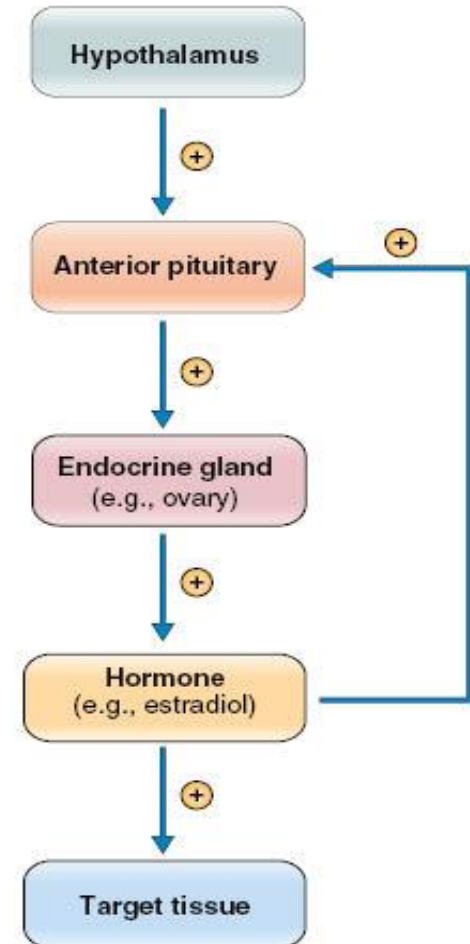 Hypothalamus
+
+
Anterior pituitary
+
Endocrine gland
(e.g., ovary)
+
Hormone
(e.g., estradiol)
+
Target tissue